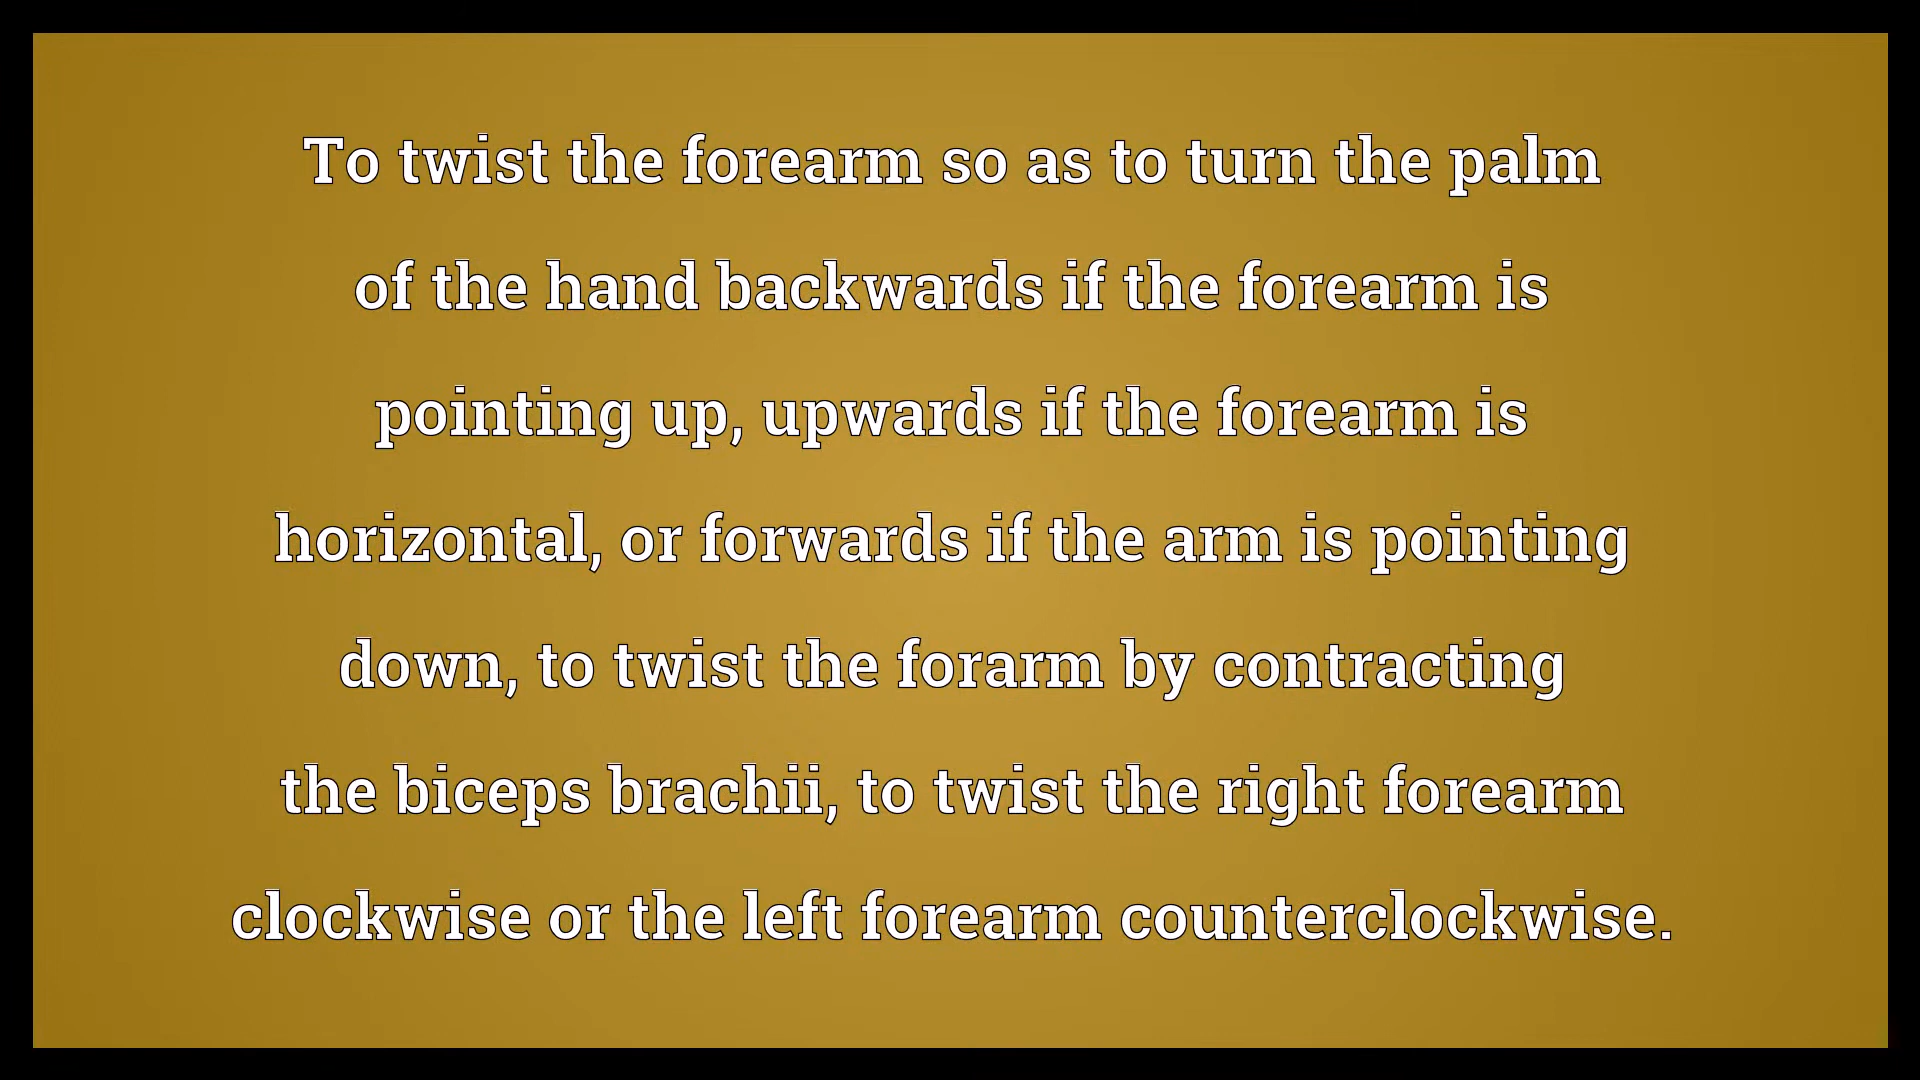 To twist the forearm so as to turn the palm
of the hand backwards if the forearm is
pointing up, upwards if the forearm is
horizontal, or forwards if the arm is pointing
down, to twist the forarm by contracting
the biceps brachii, to twist the right forearm
clockwise or the left forearm counterclockwise.